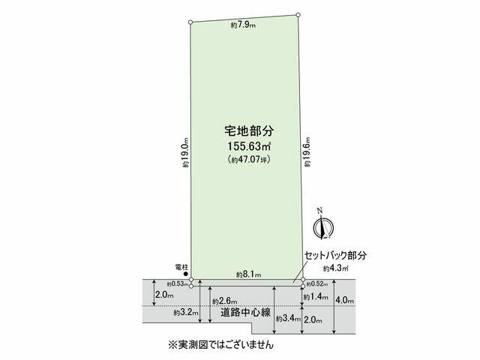 約7.9m
宅地部分
155.63㎡
(約47.07坪)
約19.0m
約19.6m
N
セットバック部分
約4.3㎡
電柱
約8.1m
約0.53m
約0.52m
2.0m
約2.6m
約1.4m
4.0m
約3.2m
道路中心線
約3.4m
2.0m
※実測図ではございません